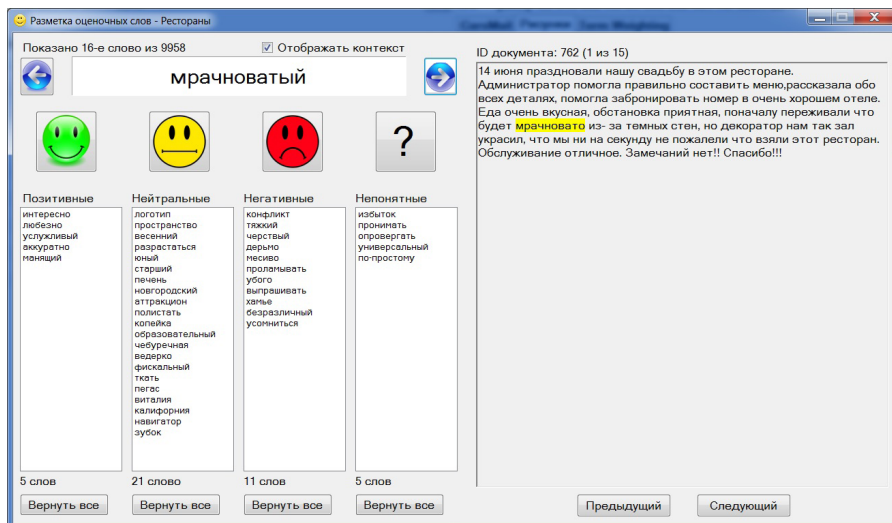 Разметка оценочных слов - Рестораны
Показано 16-е слово из 9958
Отображать контекст
мрачноватый
?
Позитивные
интересно
любезно
услужливый
аккуратно
манящий
5 слов
Вернуть все
Нейтральные
логотип
пространство
весенний
разрастаться
юный
старший
печень
новгородский
аттракцион
полистать
копейка
образовательный
чебуречная
ведерко
фискальный
ткать
пегас
виталия
калифорния
навигатор
зубок
21 слово
Вернуть все
Негативные
конфликт
тяжкий
черствый
дерьмо
месиво
проламывать
убого
выпрашивать
хамье
безразличный
усомниться
11 слов
Вернуть все
Непонятные
избыток
пронимать
опровергать
универсальный
по-простому
5 слов
Вернуть все
ID документа: 762 (1 из 15)
14 июня праздновали нашу свадьбу в этом ресторане.
Администратор помогла правильно составить меню,рассказала обо
всех деталях, помогла забронировать номер в очень хорошем отеле.
Еда очень вкусная, обстановка приятная, поначалу переживали что
будет мрачновато из- за темных стен, но декоратор нам так зал
украсил, что мы ни на секунду не пожалели что взяли этот ресторан.
Обслуживание отличное. Замечаний нет!! Спасибо!!!
Предыдущий
Следующий